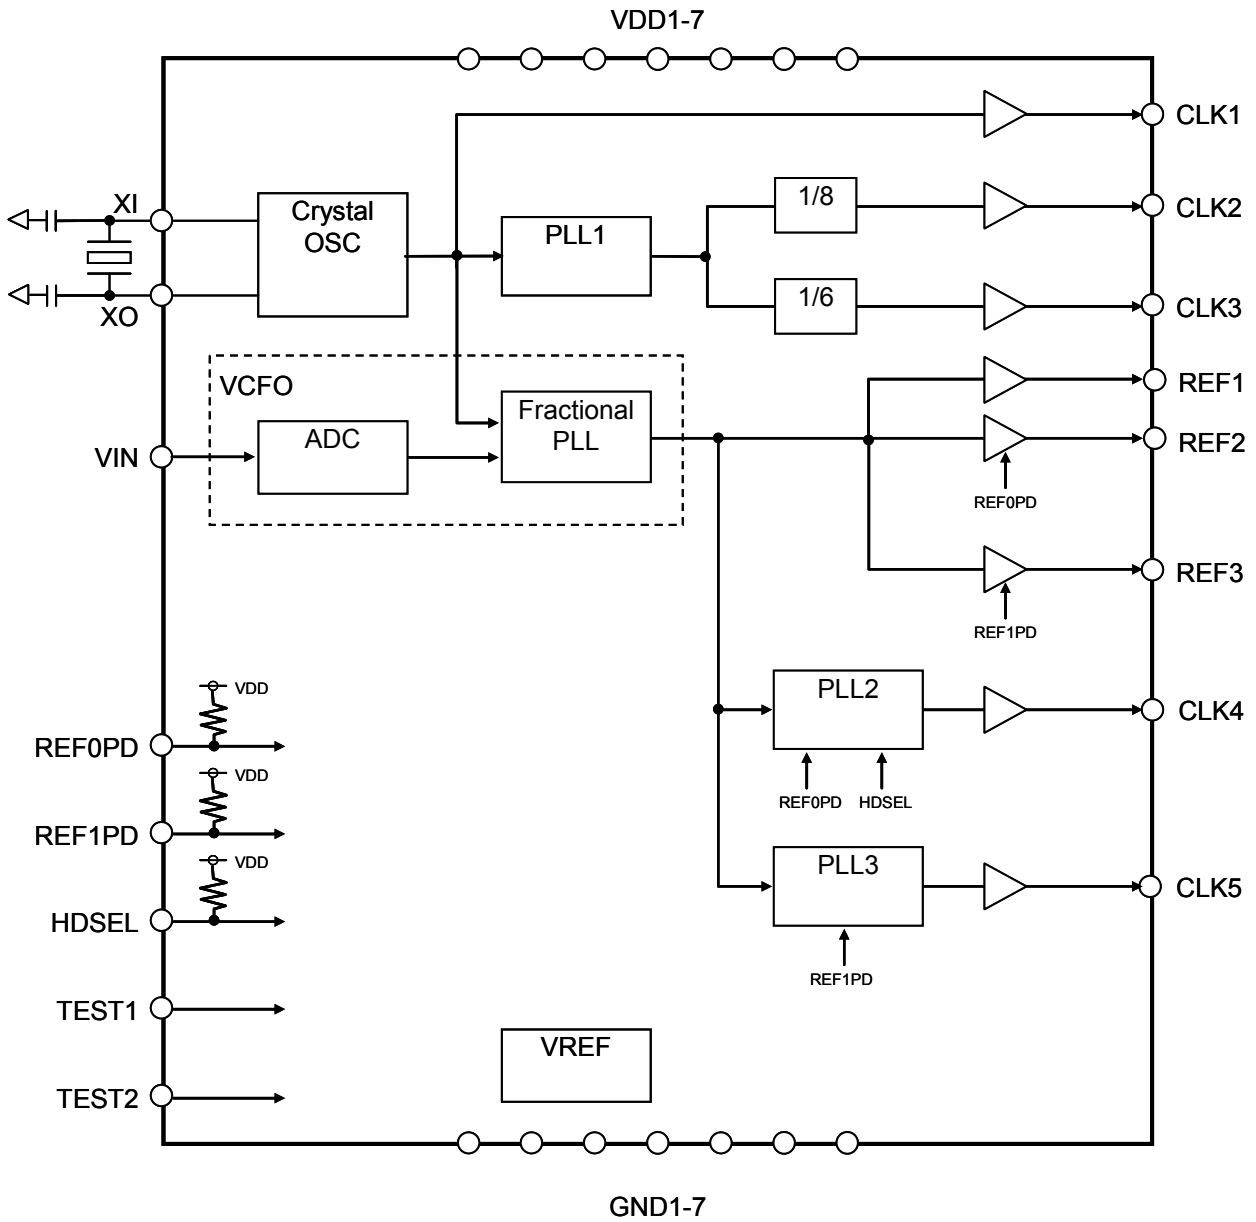 VDD1-7
CLK1
XI
Crystal
OSC
PLL1
1/8
CLK2
1/6
CLK3
XO
VCFO
REF1
ADC
Fractional
PLL
REF2
VIN
REF0PD
REF3
REF1PD
VDD
PLL2
CLK4
REF0PD
VDD
REF0PD
HDSEL
REF1PD
VDD
PLL3
CLK5
HDSEL
REF1PD
TEST1
VREF
TEST2
GND1-7